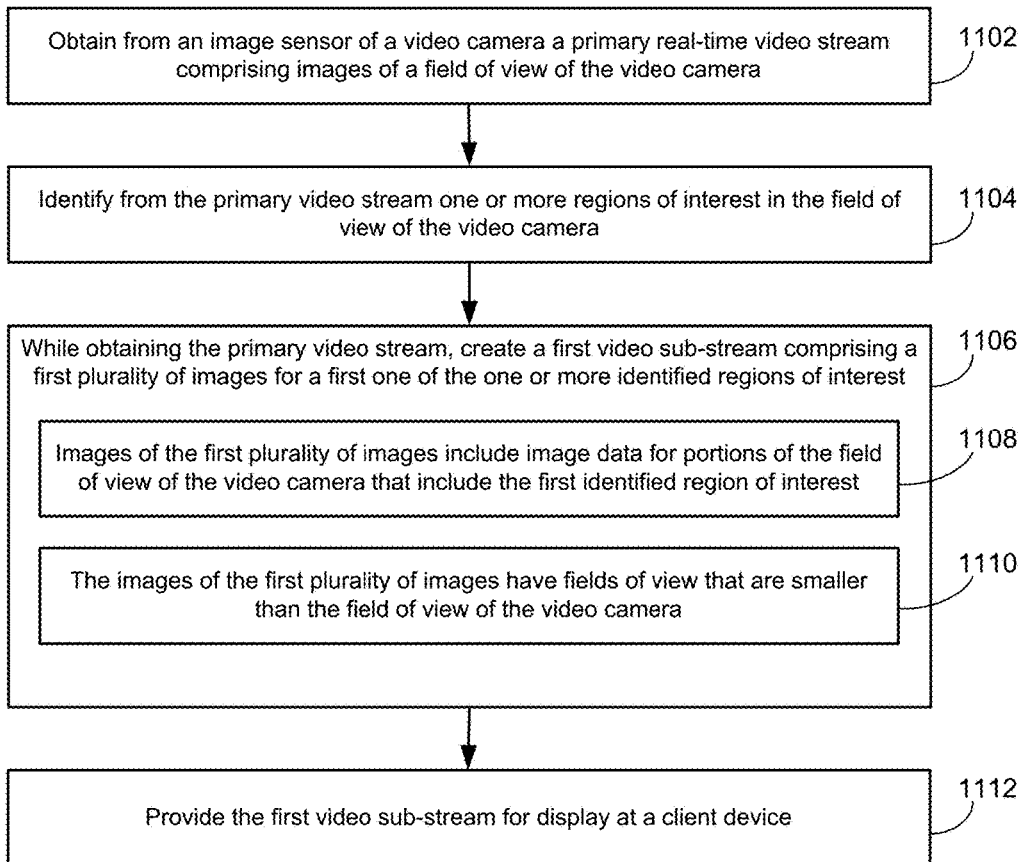 Obtain from an image sensor of a video camera a primary real-time video stream
comprising images of a field of view of the video camera
1102
Identify from the primary video stream one or more regions of interest in the field of
view of the video camera
1104
While obtaining the primary video stream, create a first video sub-stream comprising a
first plurality of images for a first one of the one or more identified regions of interest
1106
Images of the first plurality of images include image data for portions of the field
of view of the video camera that include the first identified region of interest
1108
The images of the first plurality of images have fields of view that are smaller
than the field of view of the video camera
1110
Provide the first video sub-stream for display at a client device
1112